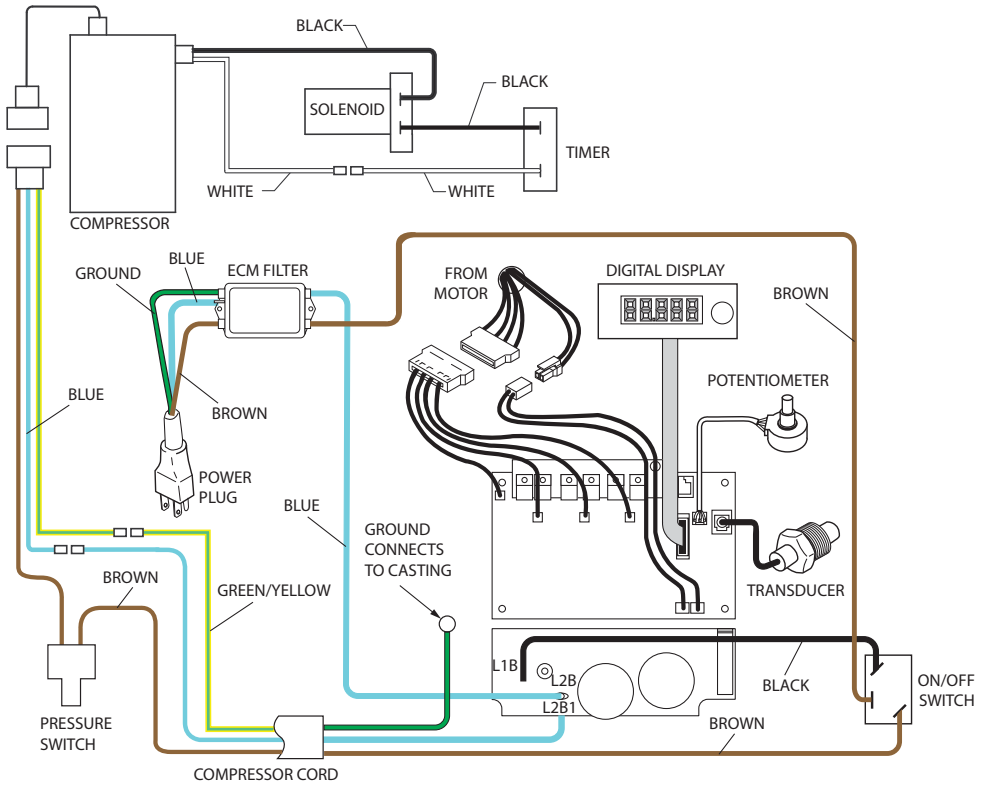 BLACK
BLACK
SOLENOID
TIMER
WHITE
WHITE
COMPRESSOR
BLUE
ECM FILTER
FROM
MOTOR
DIGITAL DISPLAY
GROUND
BROWN
POTENTIOMETER
BLUE
BROWN
POWER
PLUG
BLUE
GROUND
CONNECTS
TO CASTING
BROWN
GREEN/YELLOW
TRANSDUCER
L1B
L2B
L2B1
BLACK
ON/OFF
SWITCH
PRESSURE
SWITCH
BROWN
COMPRESSOR CORD